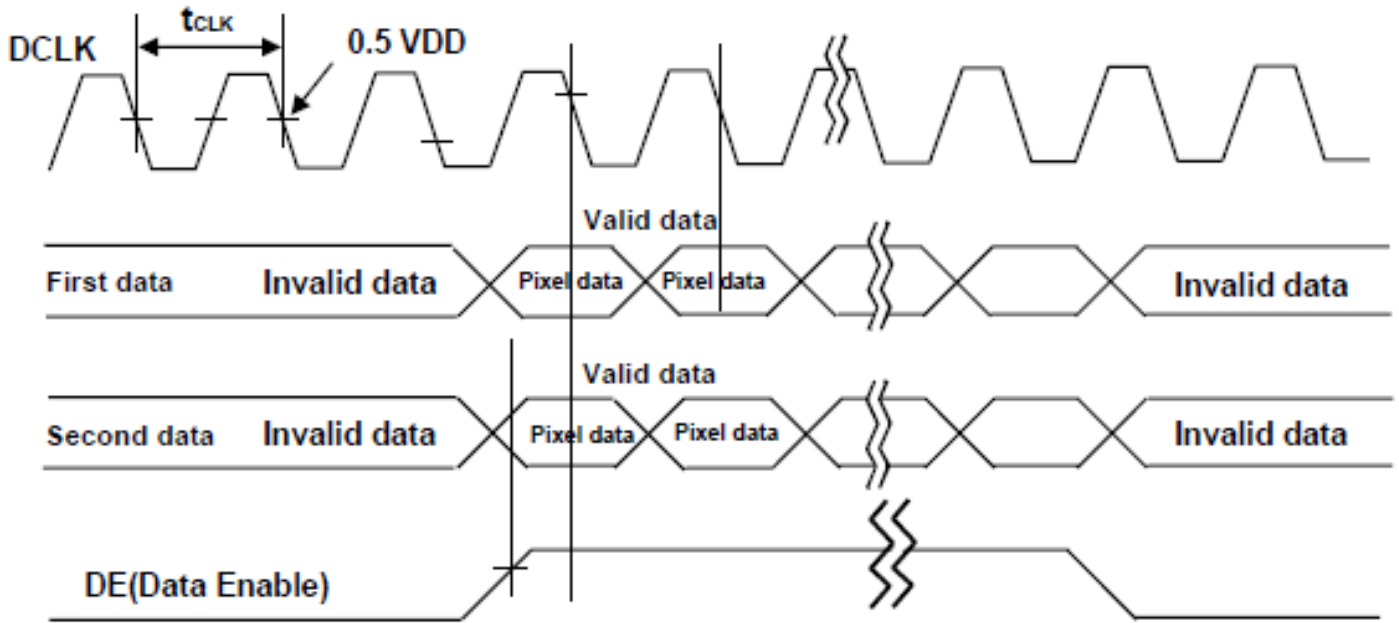 tCLK
0.5 VDD
DCLK
Valid data
First data Invalid data Pixel data Pixel data Invalid data
Valid data
Second data Invalid data Pixel data Pixel data Invalid data
DE(Data Enable)